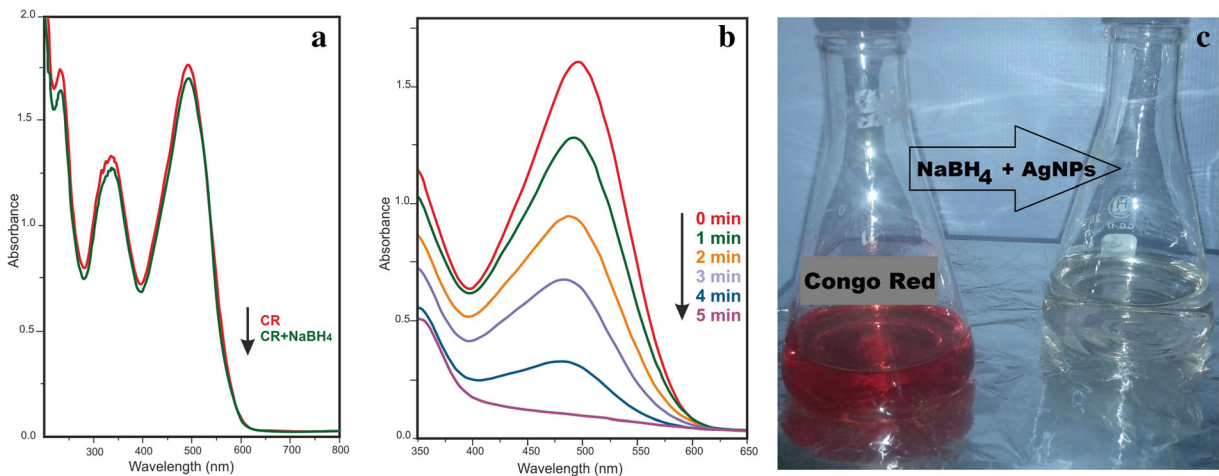 a
2.0
1.5
1.0
0.5
0.0
Absorbance
300 400 500 600 700 800
Wavelength (nm)
CR
CR+NaBH4
b
1.5
1.0
0.5
0.0
Absorbance
350 400 450 500 550 600 650
Wavelength (nm)
0 min
1 min
2 min
3 min
4 min
5 min
c
NaBH4 + AgNPs
Congo Red